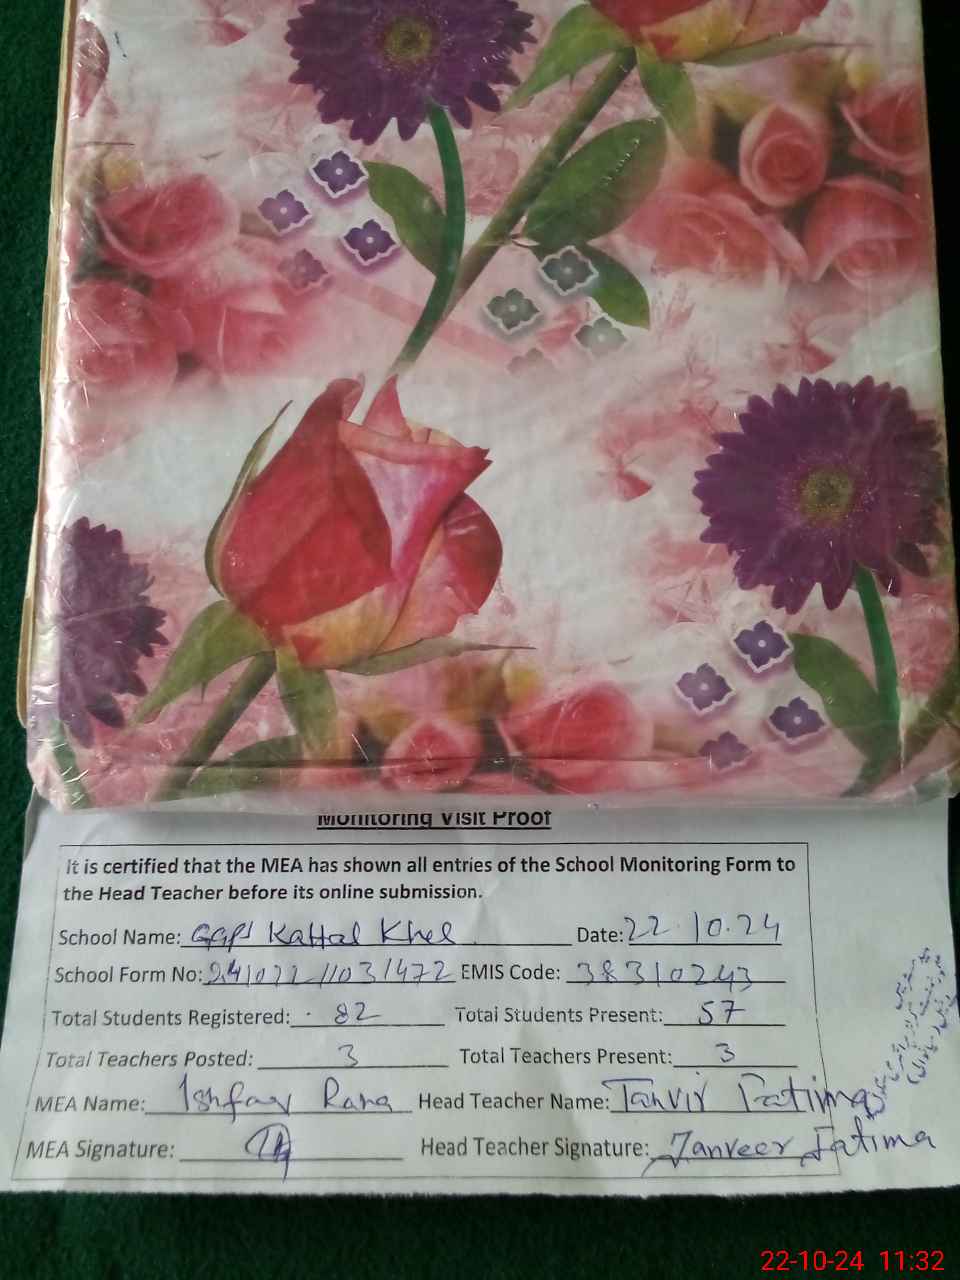 Monitoring Visit Proof
It is certified that the MEA has shown all entries of the School Monitoring Form to
the Head Teacher before its online submission.
School Name: GGPS Kattal Khel Date: 22.10.24
School Form No: 241022 1103 1472 EMIS Code: 38310243
Total Students Registered: 82 Total Students Present: 57
Total Teachers Posted: 3 Total Teachers Present: 3
MEA Name: Ishfaq Rana Head Teacher Name: Tanvir Fatima
MEA Signature: Head Teacher Signature: Tanveer Fatima
22-10-24 11:32